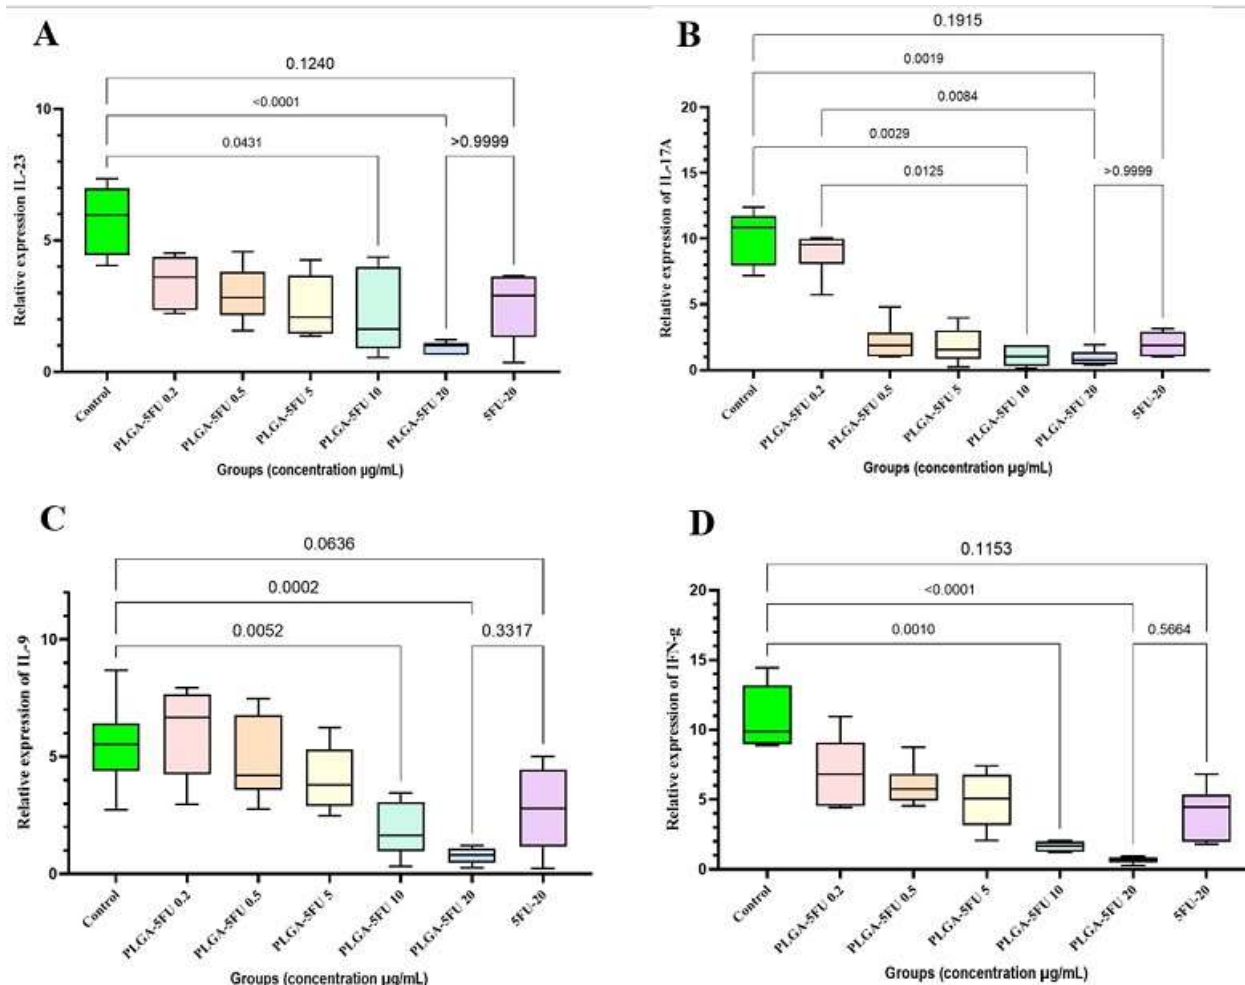 A
0.1240
<0.0001
0.0431
>0.9999
Relative expression IL-23
10
5
0
Control
PLGA-5FU 0.2
PLGA-5FU 0.5
PLGA-5FU 5
PLGA-5FU 10
PLGA-5FU 20
5FU-20
Groups (concentration µg/mL)
B
0.1915
0.0019
0.0084
0.0029
0.0125
>0.9999
Relative expression of IL-17A
20
15
10
5
0
Control
PLGA-5FU 0.2
PLGA-5FU 0.5
PLGA-5FU 5
PLGA-5FU 10
PLGA-5FU 20
5FU-20
Groups (concentration µg/mL)
C
0.0636
0.0002
0.0052
0.3317
Relative expression of IL-9
10
5
0
Control
PLGA-5FU 0.2
PLGA-5FU 0.5
PLGA-5FU 5
PLGA-5FU 10
PLGA-5FU 20
5FU-20
Groups (concentration µg/mL)
D
0.1153
<0.0001
0.0010
0.5664
Relative expression of IFN-g
20
15
10
5
0
Control
PLGA-5FU 0.2
PLGA-5FU 0.5
PLGA-5FU 5
PLGA-5FU 10
PLGA-5FU 20
5FU-20
Groups (concentration µg/mL)